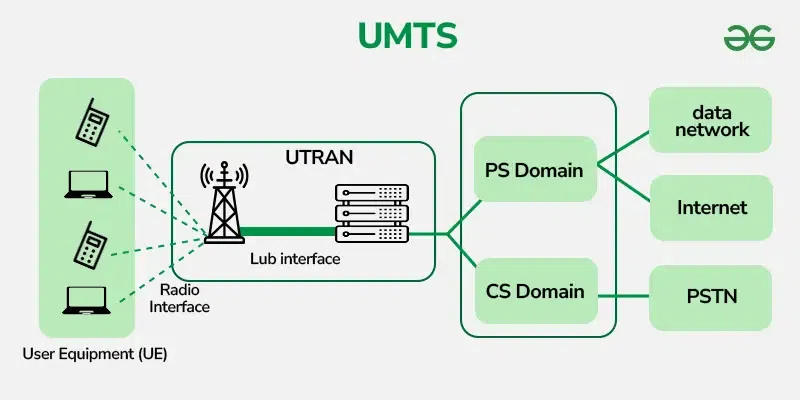 UMTS
UTRAN
data
network
PS Domain
Internet
Lub interface
Radio
Interface
CS Domain
PSTN
User Equipment (UE)